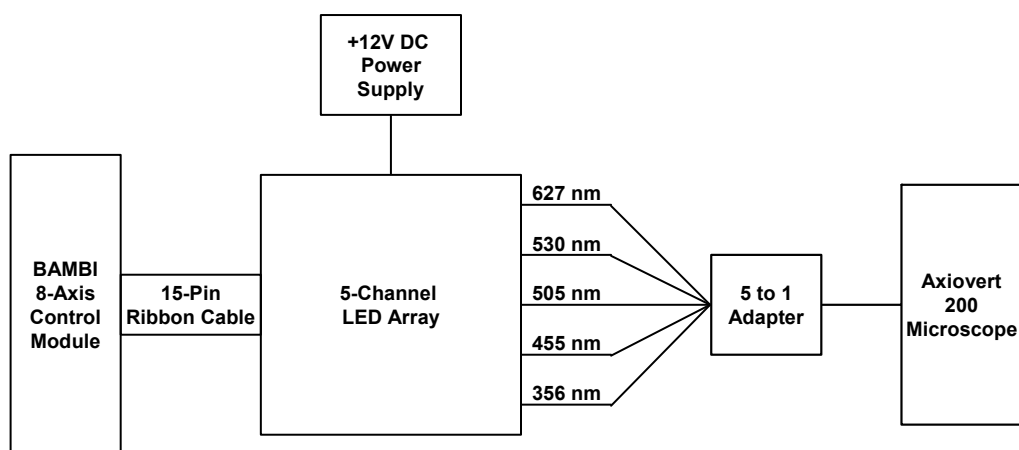 +12V DC
Power
Supply
BAMBI
8-Axis
Control
Module
15-Pin
Ribbon Cable
5-Channel
LED Array
627 nm
530 nm
505 nm
455 nm
356 nm
5 to 1
Adapter
Axiovert
200
Microscope